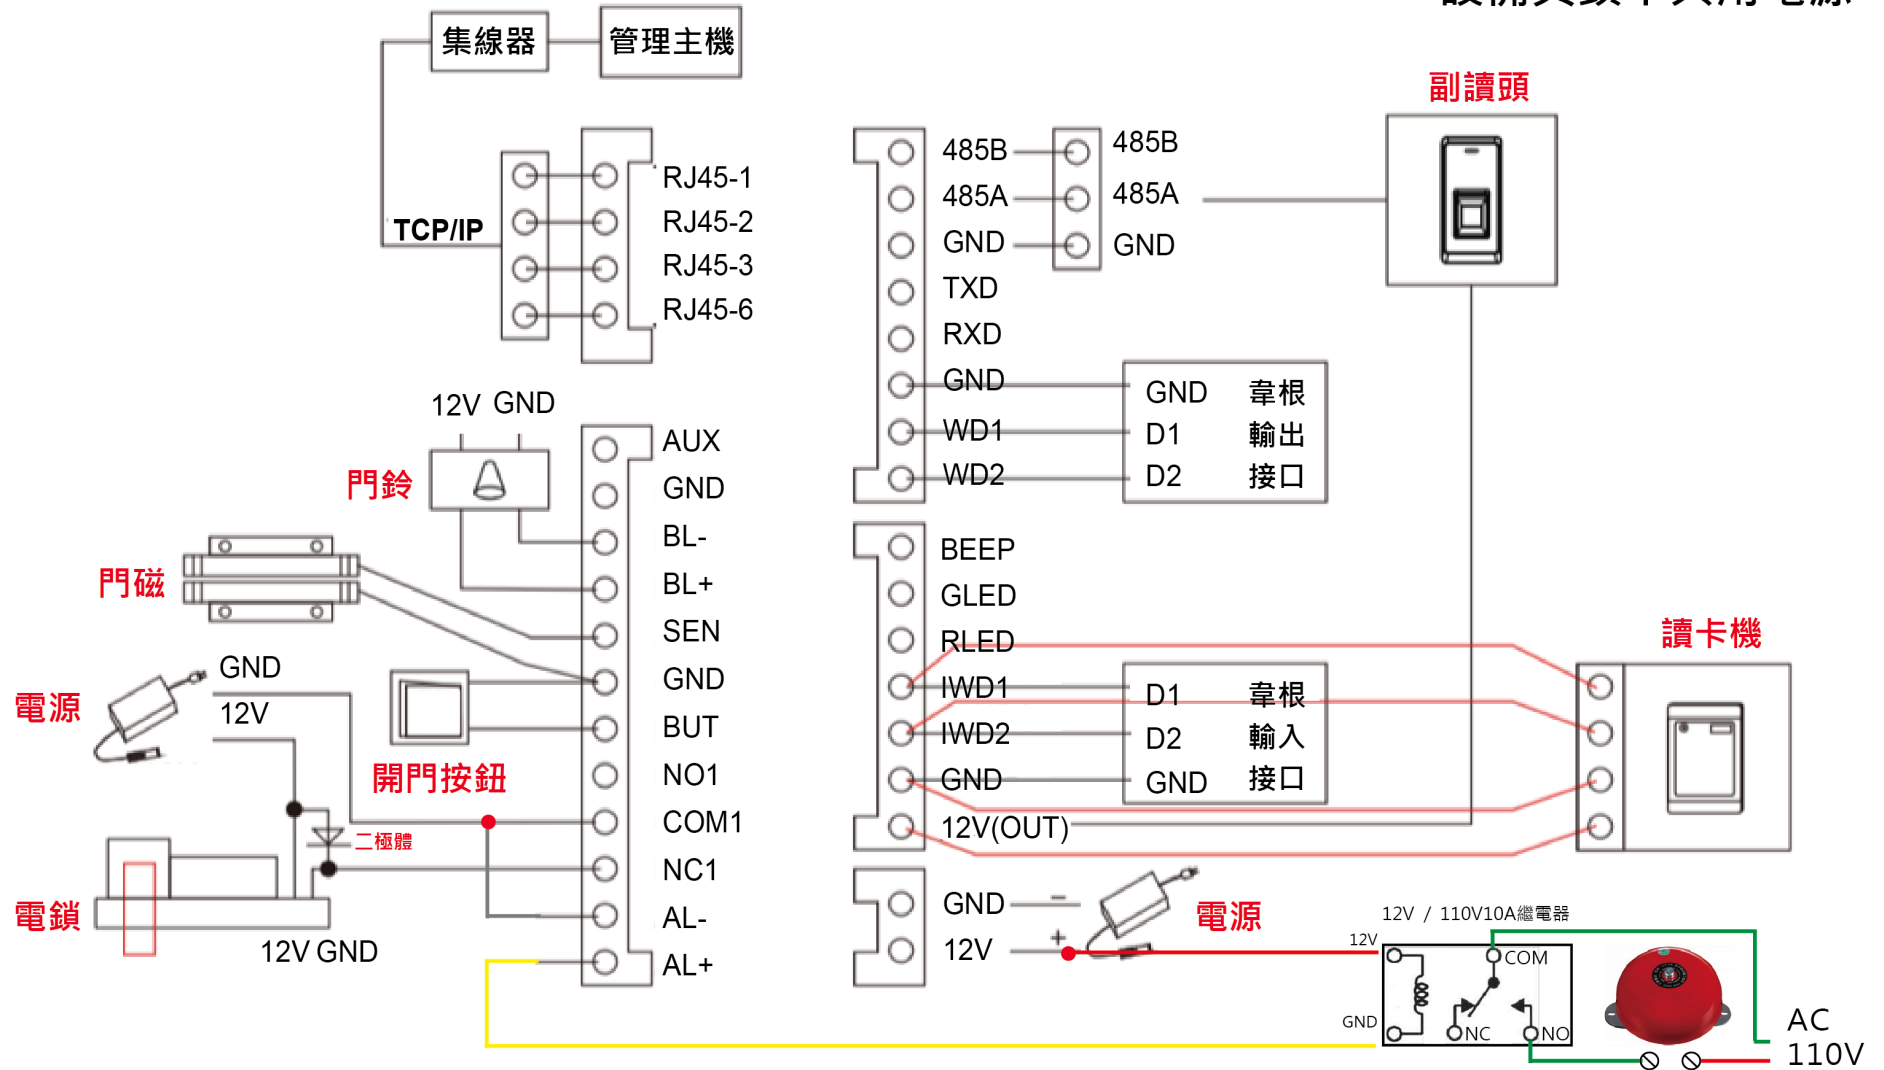 集線器
管理主機
TCP/IP
RJ45-1
RJ45-2
RJ45-3
RJ45-6
12V GND
門鈴
門磁
電源
GND
12V
開門按鈕
二極體
電鎖
12V GND
AUX
GND
BL-
BL+
SEN
GND
BUT
NO1
COM1
NC1
AL-
AL+
485B
485A
GND
TXD
RXD
GND
WD1
WD2
485B
485A
GND
副讀頭
GND 韋根
D1 輸出
D2 接口
BEEP
GLED
RLED
IWD1
IWD2
GND
12V(OUT)
D1 韋根
D2 輸入
GND 接口
讀卡機
GND −
12V +
電源
12V / 110V10A繼電器
12V
GND
COM
NC
NO
AC
110V